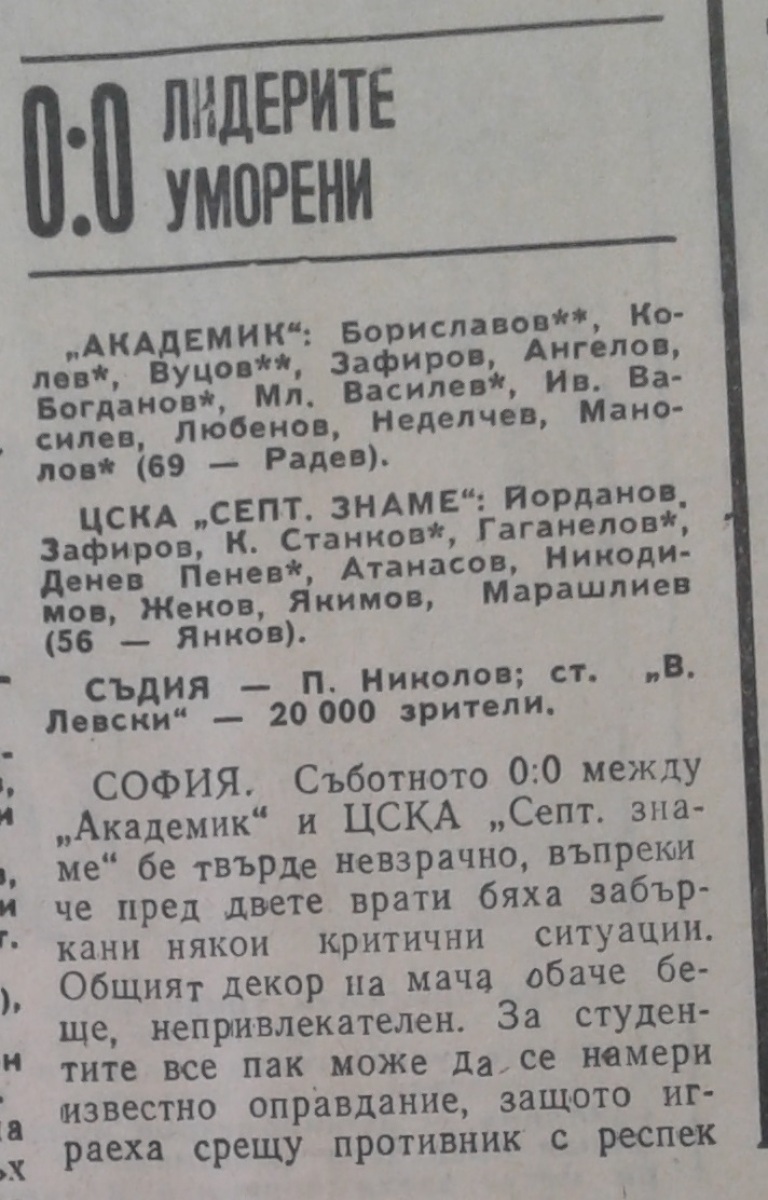 0:0 ЛИДЕРИТЕ
УМОРЕНИ
„АКАДЕМИК“: Бориславов**, Ко-
лев*, Вуцов**, Зафиров, Ангелов,
Богданов*, Мл. Василев*, Ив. Ва-
силев, Любенов, Неделчев, Мано-
лов* (69 — Радев).
ЦСКА „СЕПТ. ЗНАМЕ“: Йорданов,
Зафиров, К. Станков*, Гаганелов*,
Денев Пенев*, Атанасов, Никоди-
мов, Жеков, Якимов, Марашлиев
(56 — Янков).
СЪДИЯ — П. Николов; ст. „В.
Левски“ — 20 000 зрители.
СОФИЯ. Съботното 0:0 между
„Академик“ и ЦСКА „Септ. зна-
ме“ бе твърде невзрачно, въпреки
че пред двете врати бяха забър-
кани някои критични ситуации.
Общият декор на мача обаче бе-
ще, непривлекателен. За студен-
тите все пак може да се намери
известно оправдание, защото иг-
раеха срещу противник с респек